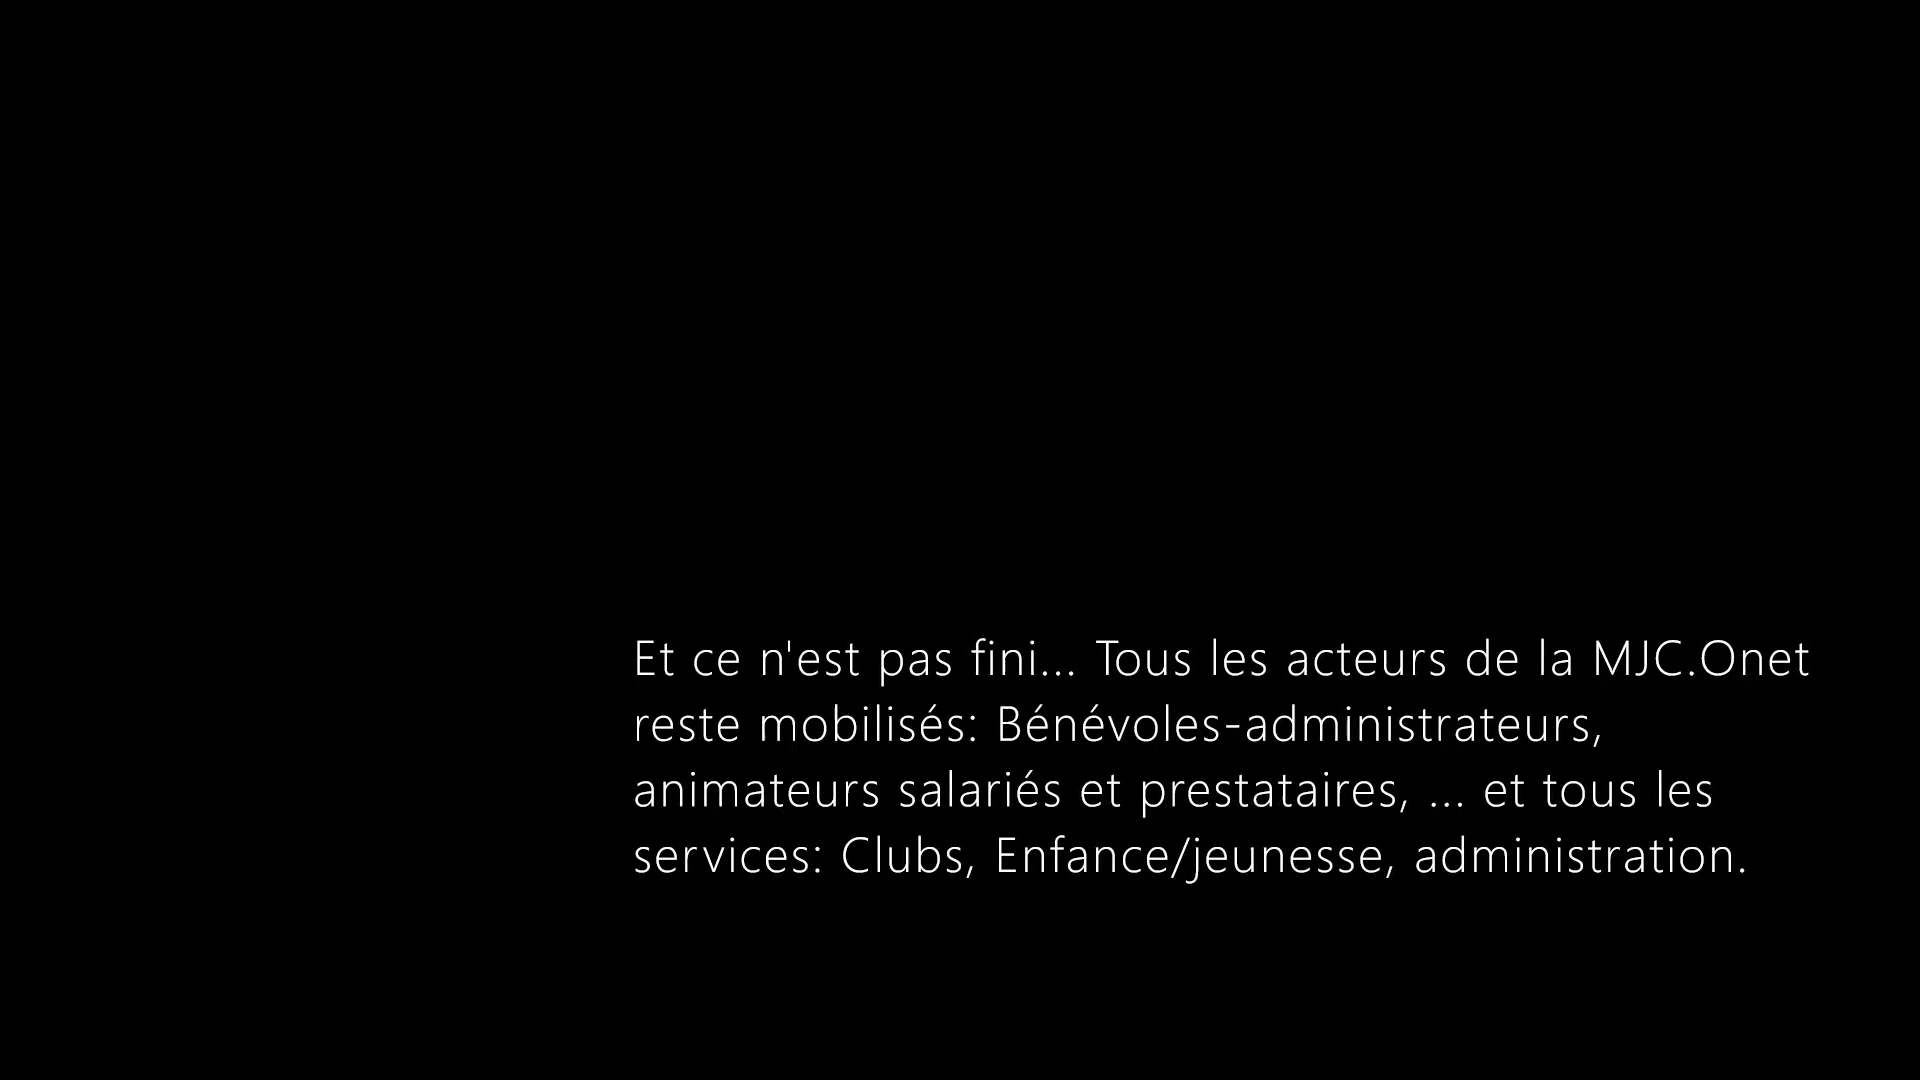 Et ce n'est pas fini... Tous les acteurs de la MJC.Onet
reste mobilisés: Bénévoles-administrateurs,
animateurs salariés et prestataires, ... et tous les
services: Clubs, Enfance/jeunesse, administration.